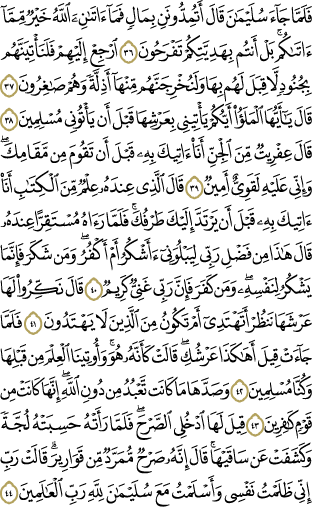 فَلَمَّا جَآءَ سُلَيْمَـٰنَ قَالَ أَتُمِدُّونَنِ بِمَالٍ فَمَآ ءَاتَىٰنِۦَ ٱللَّهُ خَيْرٌ مِّمَّآ
ءَاتَىٰكُم بَلْ أَنتُم بِهَدِيَّتِكُمْ تَفْرَحُونَ ٣٦ ٱرْجِعْ إِلَيْهِمْ فَلَنَأْتِيَنَّهُم
بِجُنُودٍ لَّا قِبَلَ لَهُم بِهَا وَلَنُخْرِجَنَّهُم مِّنْهَآ أَذِلَّةً وَهُمْ صَـٰغِرُونَ ٣٧
قَالَ يَـٰٓأَيُّهَا ٱلْمَلَؤُا۟ أَيُّكُمْ يَأْتِينِى بِعَرْشِهَا قَبْلَ أَن يَأْتُونِى مُسْلِمِينَ ٣٨
قَالَ عِفْرِيتٌ مِّنَ ٱلْجِنِّ أَنَا۠ ءَاتِيكَ بِهِۦ قَبْلَ أَن تَقُومَ مِن مَّقَامِكَ ۖ
وَإِنِّى عَلَيْهِ لَقَوِىٌّ أَمِينٌ ٣٩ قَالَ ٱلَّذِى عِندَهُۥ عِلْمٌ مِّنَ ٱلْكِتَـٰبِ أَنَا۠
ءَاتِيكَ بِهِۦ قَبْلَ أَن يَرْتَدَّ إِلَيْكَ طَرْفُكَ ۚ فَلَمَّا رَءَاهُ مُسْتَقِرًّا عِندَهُۥ
قَالَ هَـٰذَا مِن فَضْلِ رَبِّى لِيَبْلُوَنِىٓ ءَأَشْكُرُ أَمْ أَكْفُرُ ۖ وَمَن شَكَرَ فَإِنَّمَا
يَشْكُرُ لِنَفْسِهِۦ ۖ وَمَن كَفَرَ فَإِنَّ رَبِّى غَنِىٌّ كَرِيمٌ ٤٠ قَالَ نَكِّرُوا۟ لَهَا
عَرْشَهَا نَنظُرْ أَتَهْتَدِىٓ أَمْ تَكُونُ مِنَ ٱلَّذِينَ لَا يَهْتَدُونَ ٤١ فَلَمَّا
جَآءَتْ قِيلَ أَهَـٰكَذَا عَرْشُكِ ۖ قَالَتْ كَأَنَّهُۥ هُوَ ۚ وَأُوتِينَا ٱلْعِلْمَ مِن قَبْلِهَا
وَكُنَّا مُسْلِمِينَ ٤٢ وَصَدَّهَا مَا كَانَت تَّعْبُدُ مِن دُونِ ٱللَّهِ ۖ إِنَّهَا كَانَتْ مِن
قَوْمٍ كَـٰفِرِينَ ٤٣ قِيلَ لَهَا ٱدْخُلِى ٱلصَّرْحَ ۖ فَلَمَّا رَأَتْهُ حَسِبَتْهُ لُجَّةً
وَكَشَفَتْ عَن سَاقَيْهَا ۚ قَالَ إِنَّهُۥ صَرْحٌ مُّمَرَّدٌ مِّن قَوَارِيرَ ۗ قَالَتْ رَبِّ
إِنِّى ظَلَمْتُ نَفْسِى وَأَسْلَمْتُ مَعَ سُلَيْمَـٰنَ لِلَّهِ رَبِّ ٱلْعَـٰلَمِينَ ٤٤